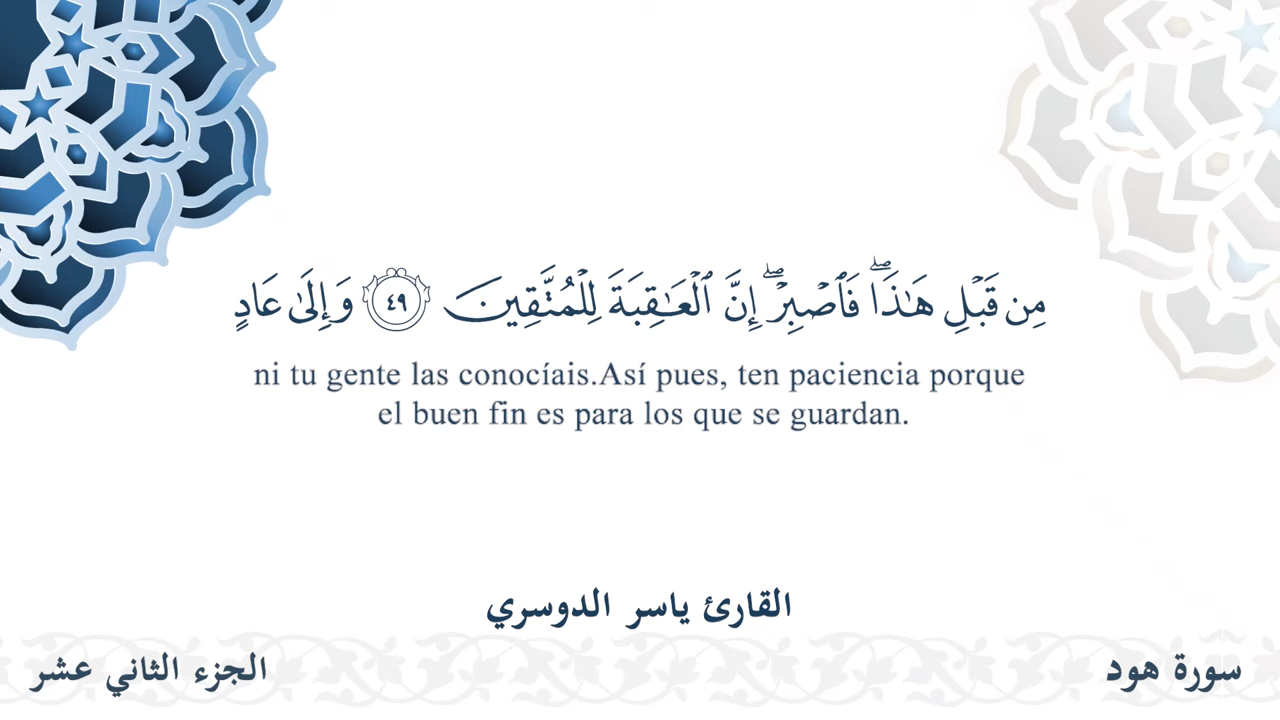 مِن قَبْلِ هَـٰذَاۖ فَٱصْبِرْۖ إِنَّ ٱلْعَـٰقِبَةَ لِلْمُتَّقِينَ ٤٩ وَإِلَىٰ عَادٍ
ni tu gente las conocíais.Así pues, ten paciencia porque
el buen fin es para los que se guardan.
القارئ ياسر الدوسري
سورة هود
الجزء الثاني عشر